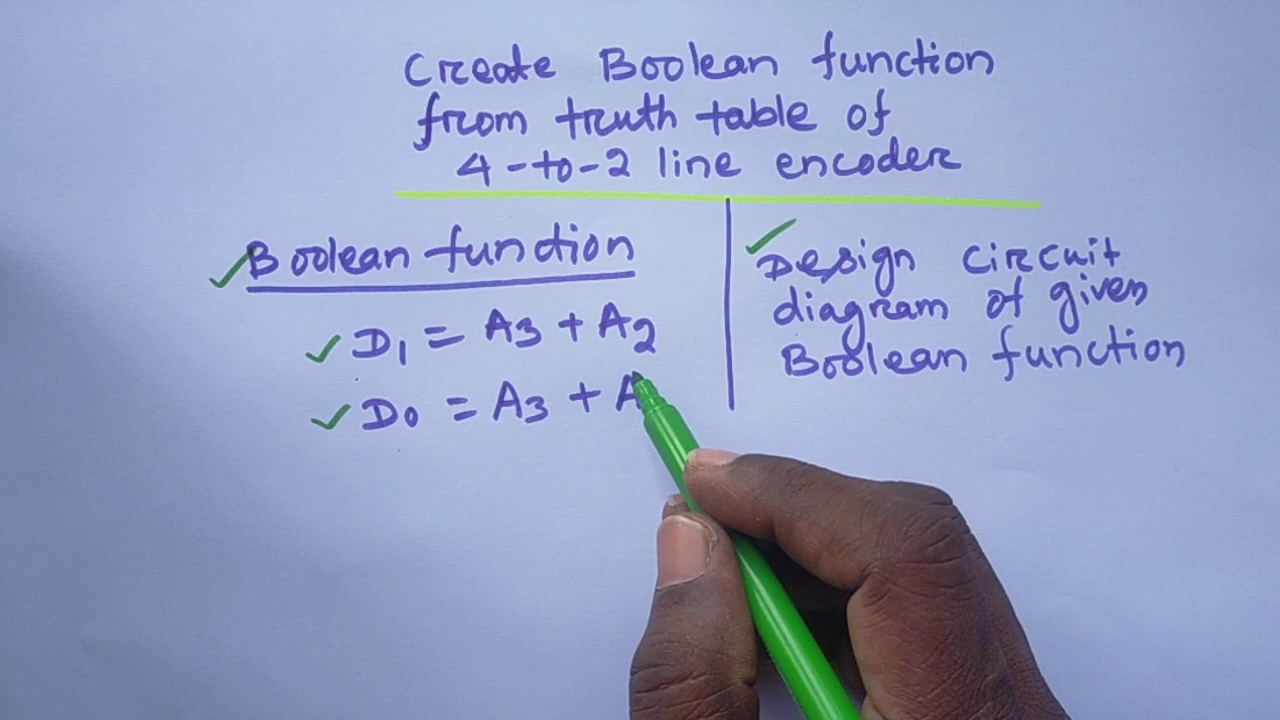 Create Boolean function
from truth table of
4-to-2 line encoder
Boolean function
D1 = A3 + A2
D0 = A3 + A
Design circuit
diagram of given
Boolean function